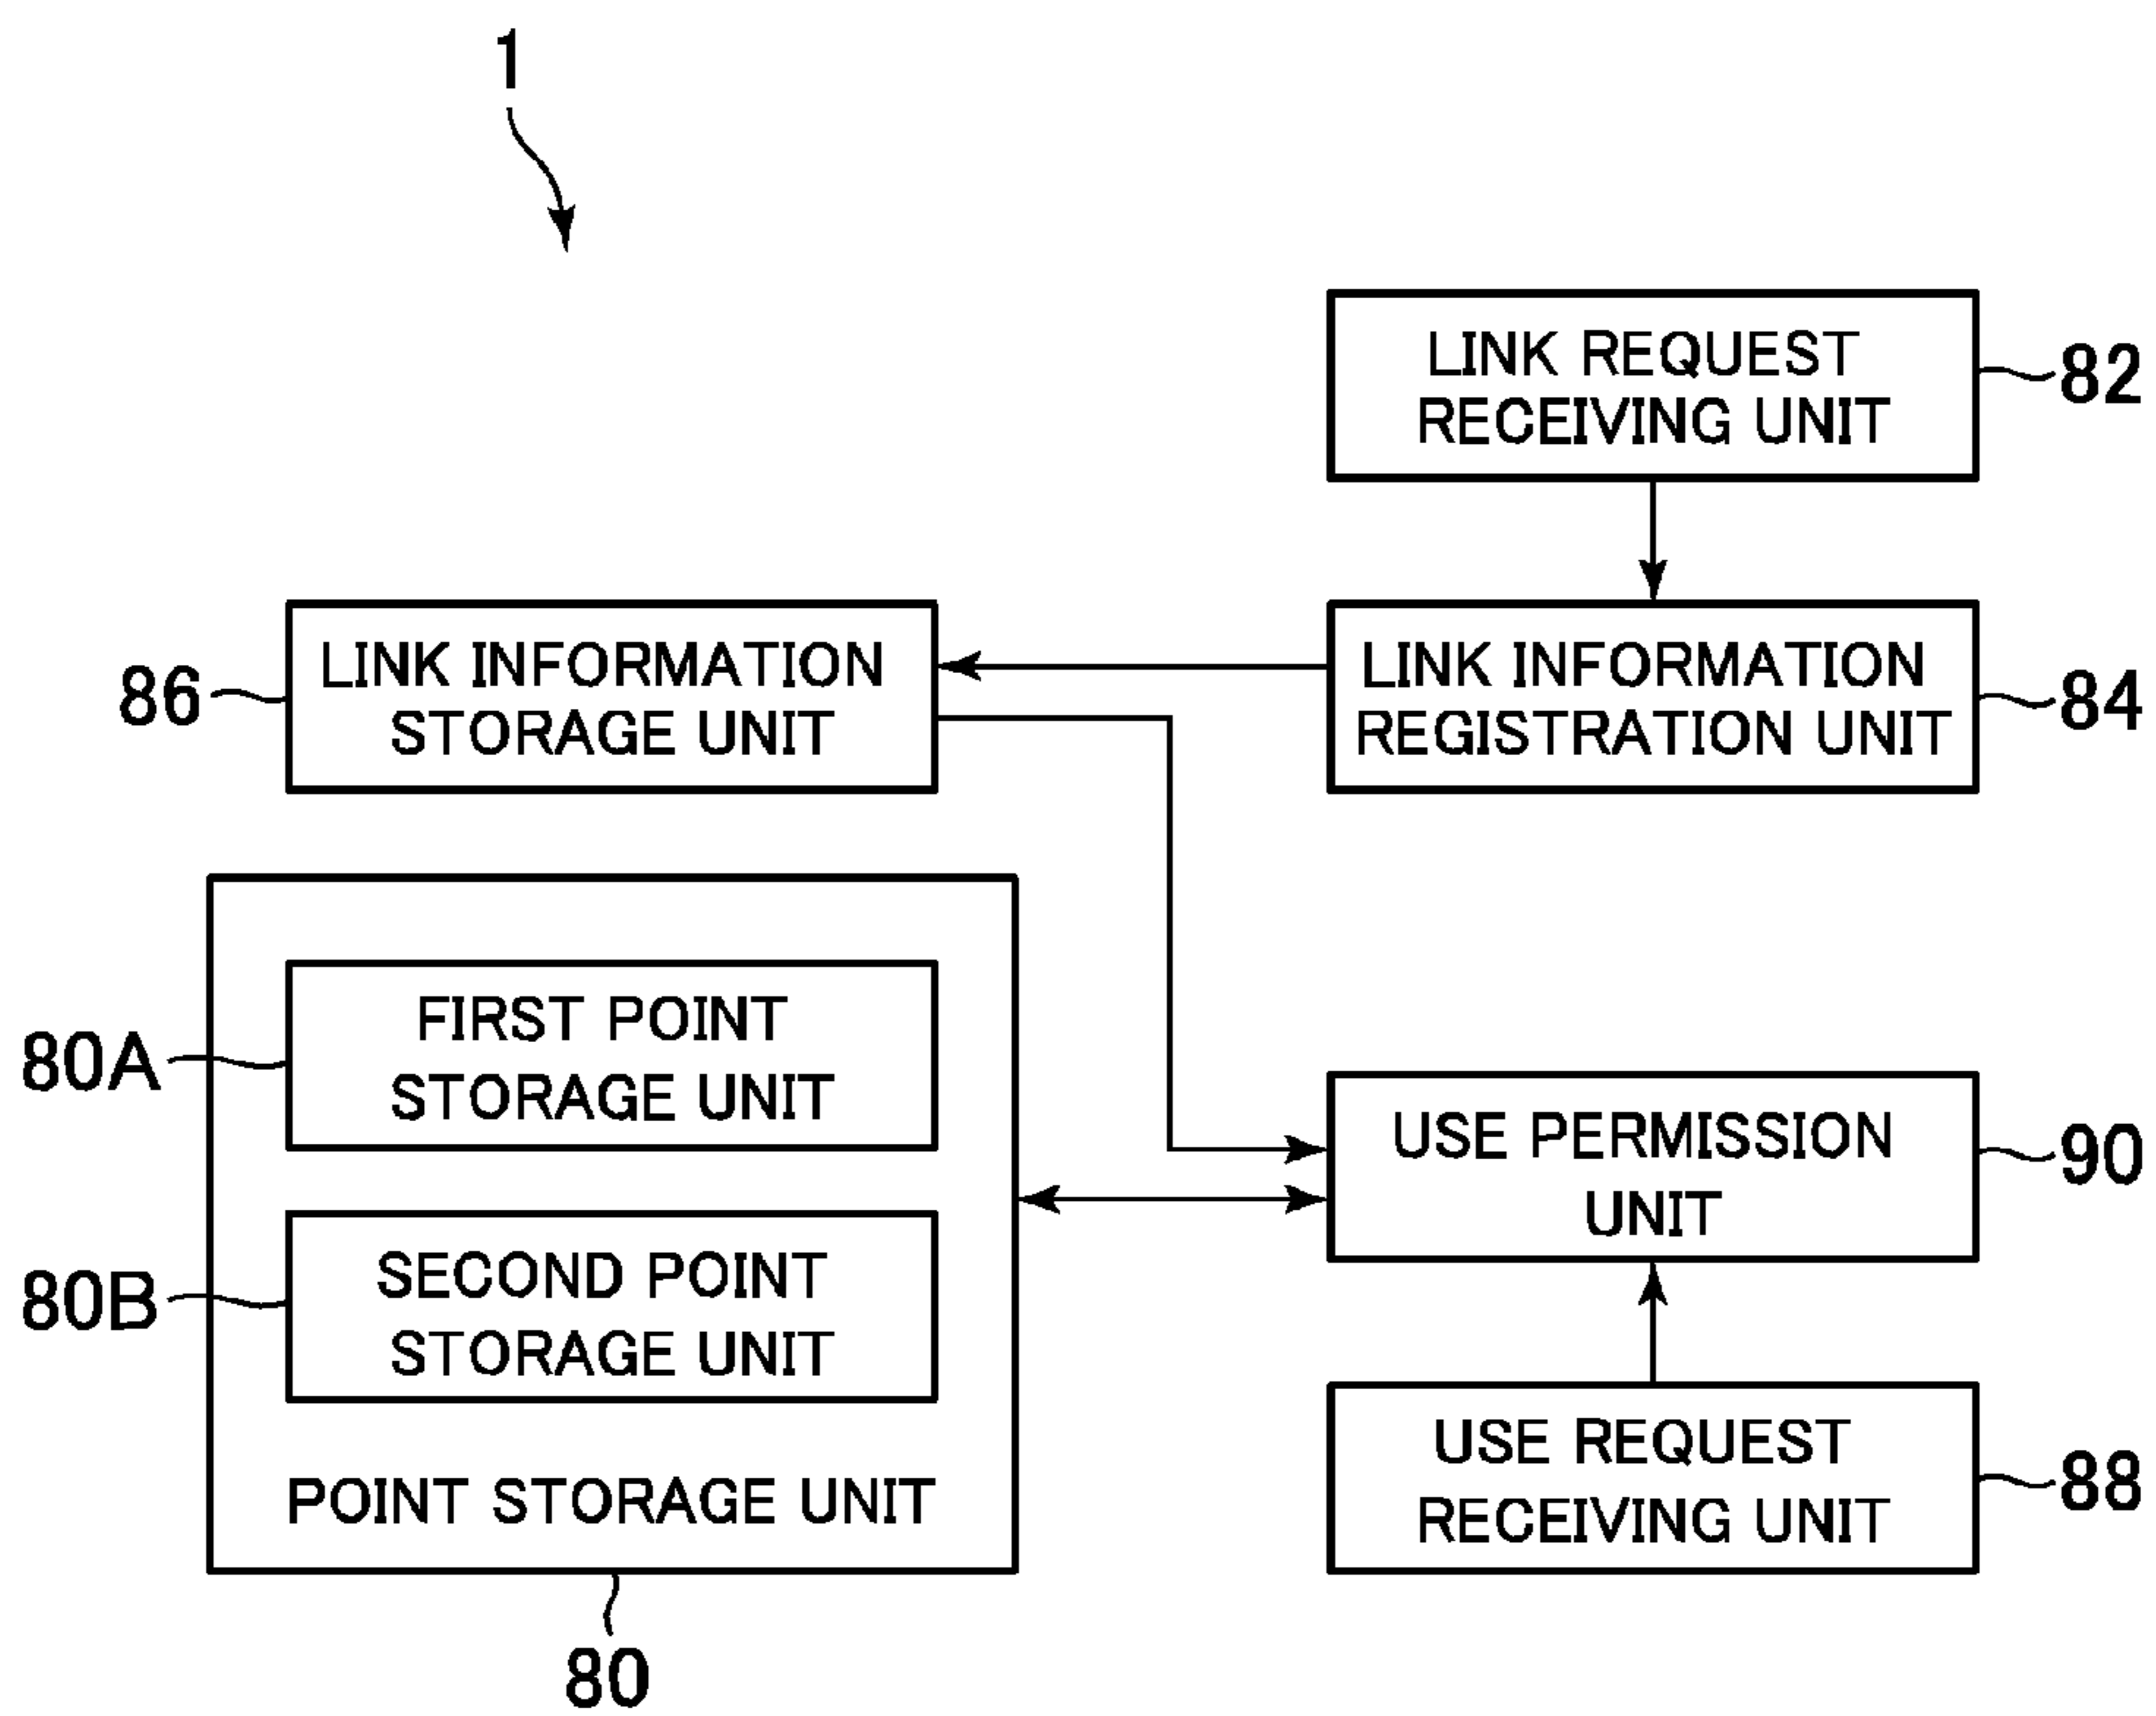 1
LINK REQUEST
RECEIVING UNIT
82
86
LINK INFORMATION
STORAGE UNIT
LINK INFORMATION
REGISTRATION UNIT
84
80A
FIRST POINT
STORAGE UNIT
80B
SECOND POINT
STORAGE UNIT
POINT STORAGE UNIT
80
USE PERMISSION
UNIT
90
USE REQUEST
RECEIVING UNIT
88